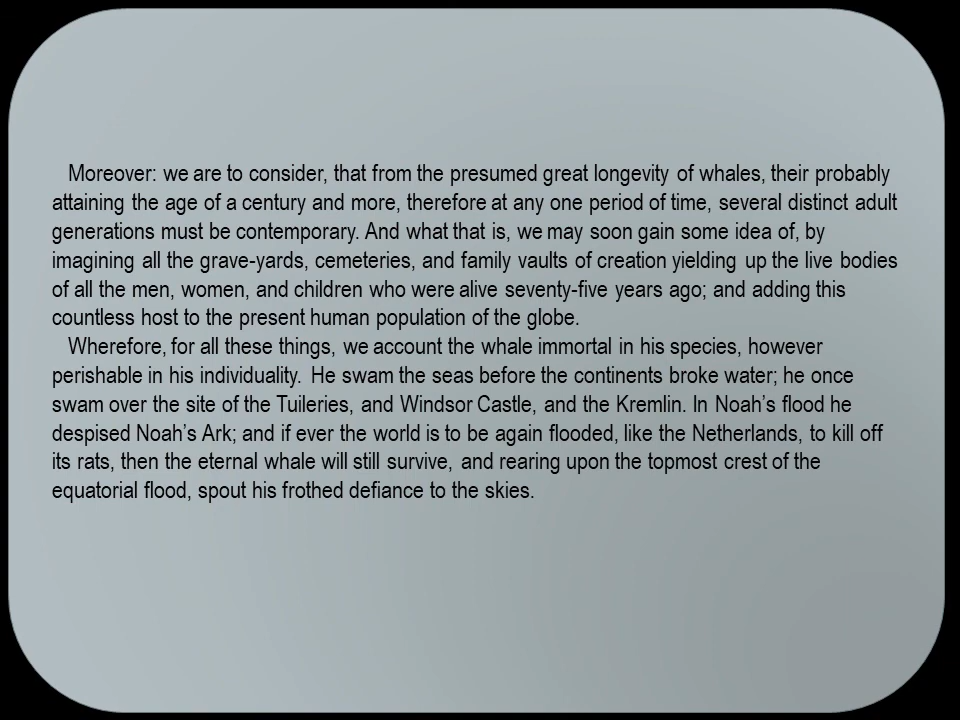 Moreover: we are to consider, that from the presumed great longevity of whales, their probably
attaining the age of a century and more, therefore at any one period of time, several distinct adult
generations must be contemporary. And what that is, we may soon gain some idea of, by
imagining all the grave-yards, cemeteries, and family vaults of creation yielding up the live bodies
of all the men, women, and children who were alive seventy-five years ago; and adding this
countless host to the present human population of the globe.
Wherefore, for all these things, we account the whale immortal in his species, however
perishable in his individuality. He swam the seas before the continents broke water; he once
swam over the site of the Tuileries, and Windsor Castle, and the Kremlin. In Noah’s flood he
despised Noah’s Ark; and if ever the world is to be again flooded, like the Netherlands, to kill off
its rats, then the eternal whale will still survive, and rearing upon the topmost crest of the
equatorial flood, spout his frothed defiance to the skies.